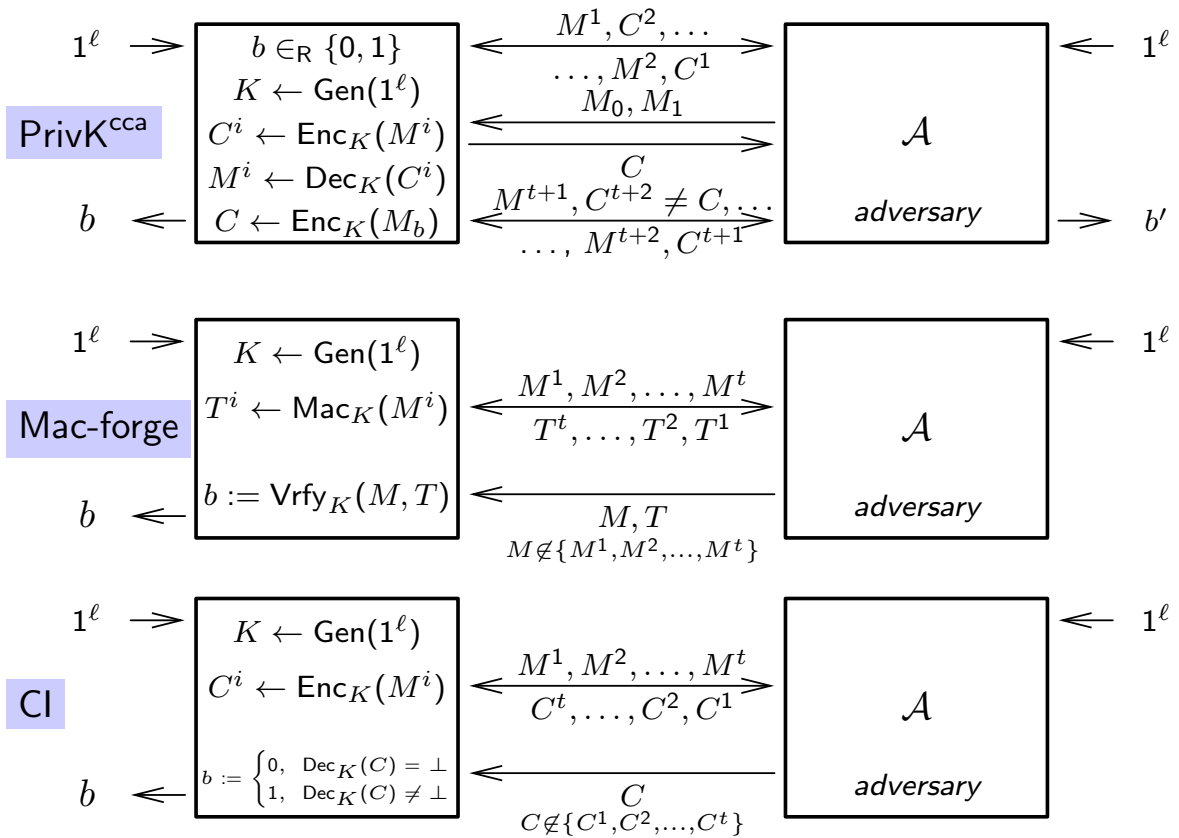 1^ℓ
b ∈_R {0, 1}
K ← Gen(1^ℓ)
C^i ← Enc_K(M^i)
M^i ← Dec_K(C^i)
C ← Enc_K(M_b)
PrivK^cca
b
M^1, C^2, …
…, M^2, C^1
M_0, M_1
C
M^{t+1}, C^{t+2} ≠ C, …
…, M^{t+2}, C^{t+1}
𝒜
adversary
1^ℓ
b′
1^ℓ
K ← Gen(1^ℓ)
T^i ← Mac_K(M^i)
b := Vrfy_K(M, T)
Mac-forge
b
M^1, M^2, …, M^t
T^t, …, T^2, T^1
M, T
M ∉ {M^1, M^2, …, M^t}
𝒜
adversary
1^ℓ
1^ℓ
K ← Gen(1^ℓ)
C^i ← Enc_K(M^i)
b := { 0, Dec_K(C) = ⊥
1, Dec_K(C) ≠ ⊥
CI
b
M^1, M^2, …, M^t
C^t, …, C^2, C^1
C
C ∉ {C^1, C^2, …, C^t}
𝒜
adversary
1^ℓ